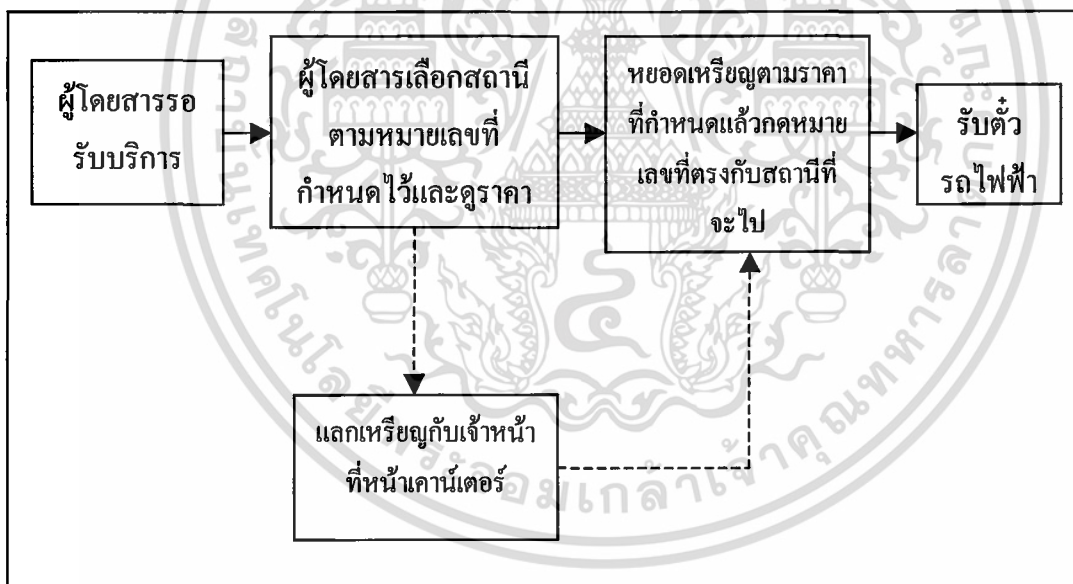 ผู้โดยสารรอ
รับบริการ
ผู้โดยสารเลือกสถานี
ตามหมายเลขที่
กำหนดไว้และดูราคา
หยอดเหรียญตามราคา
ที่กำหนดแล้วกดหมาย
เลขที่ตรงกับสถานีที่
จะไป
รับตั๋ว
รถไฟฟ้า
แลกเหรียญกับเจ้าหน้า
ที่หน้าเคาน์เตอร์